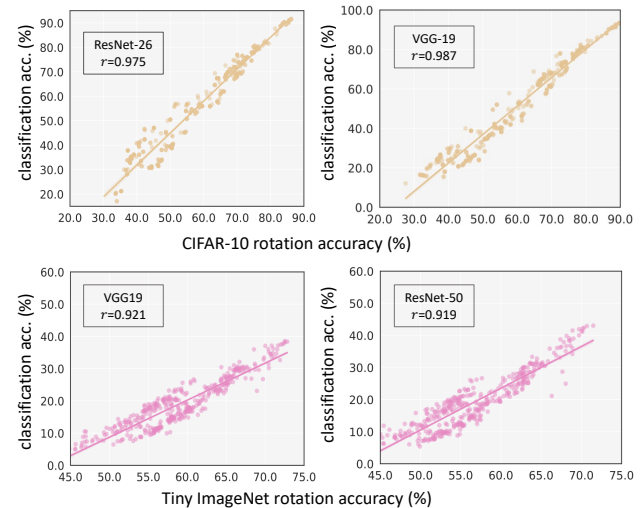 classification acc. (%)
90.0
80.0
70.0
60.0
50.0
40.0
30.0
20.0
ResNet-26
r=0.975
20.0 30.0 40.0 50.0 60.0 70.0 80.0 90.0
classification acc. (%)
100.0
80.0
60.0
40.0
20.0
0.0
VGG-19
r=0.987
20.0 30.0 40.0 50.0 60.0 70.0 80.0 90.0
CIFAR-10 rotation accuracy (%)
classification acc. (%)
60.0
50.0
40.0
30.0
20.0
10.0
0.0
VGG19
r=0.921
45.0 50.0 55.0 60.0 65.0 70.0 75.0
classification acc. (%)
60.0
50.0
40.0
30.0
20.0
10.0
0.0
ResNet-50
r=0.919
45.0 50.0 55.0 60.0 65.0 70.0 75.0
Tiny ImageNet rotation accuracy (%)